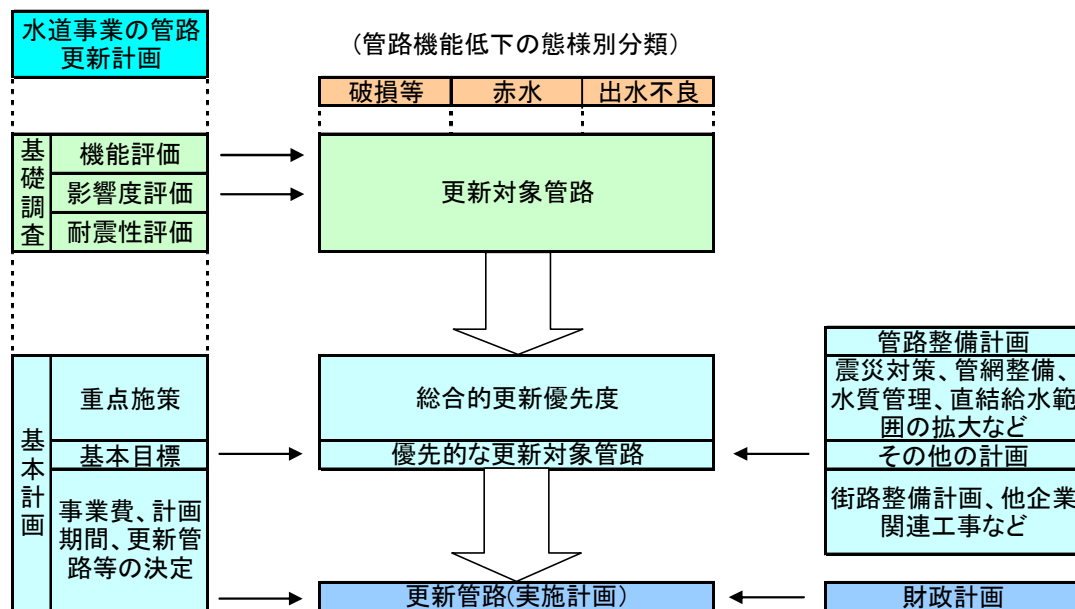 水道事業の管路
更新計画
(管路機能低下の態様別分類)
破損等
赤水
出水不良
基礎調査
機能評価
影響度評価
耐震性評価
更新対象管路
基本計画
重点施策
基本目標
事業費、計画
期間、更新管
路等の決定
総合的更新優先度
優先的な更新対象管路
管路整備計画
震災対策、管網整備、
水質管理、直結給水範
囲の拡大など
その他の計画
街路整備計画、他企業
関連工事など
更新管路(実施計画)
財政計画